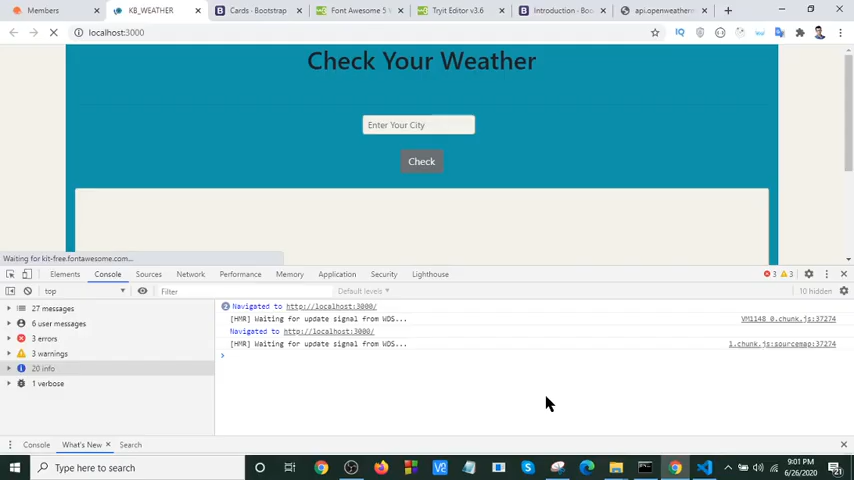 Members
KB_WEATHER
Cards · Bootstrap
Font Awesome 5
Tryit Editor v3.6
Introduction · Boo
api.openweatherm
localhost:3000
Check Your Weather
Enter Your City
Check
Waiting for kit-free.fontawesome.com...
Elements
Console
Sources
Network
Performance
Memory
Application
Security
Lighthouse
3
3
top
Filter
Default levels
10 hidden
27 messages
6 user messages
3 errors
3 warnings
20 info
1 verbose
2 Navigated to http://localhost:3000/
[HMR] Waiting for update signal from WDS... VM1148 0.chunk.js:37274
Navigated to http://localhost:3000/
[HMR] Waiting for update signal from WDS... 1.chunk.js:sourcemap:37274
Console
What's New
Search
Type here to search
9:01 PM
6/26/2020
21